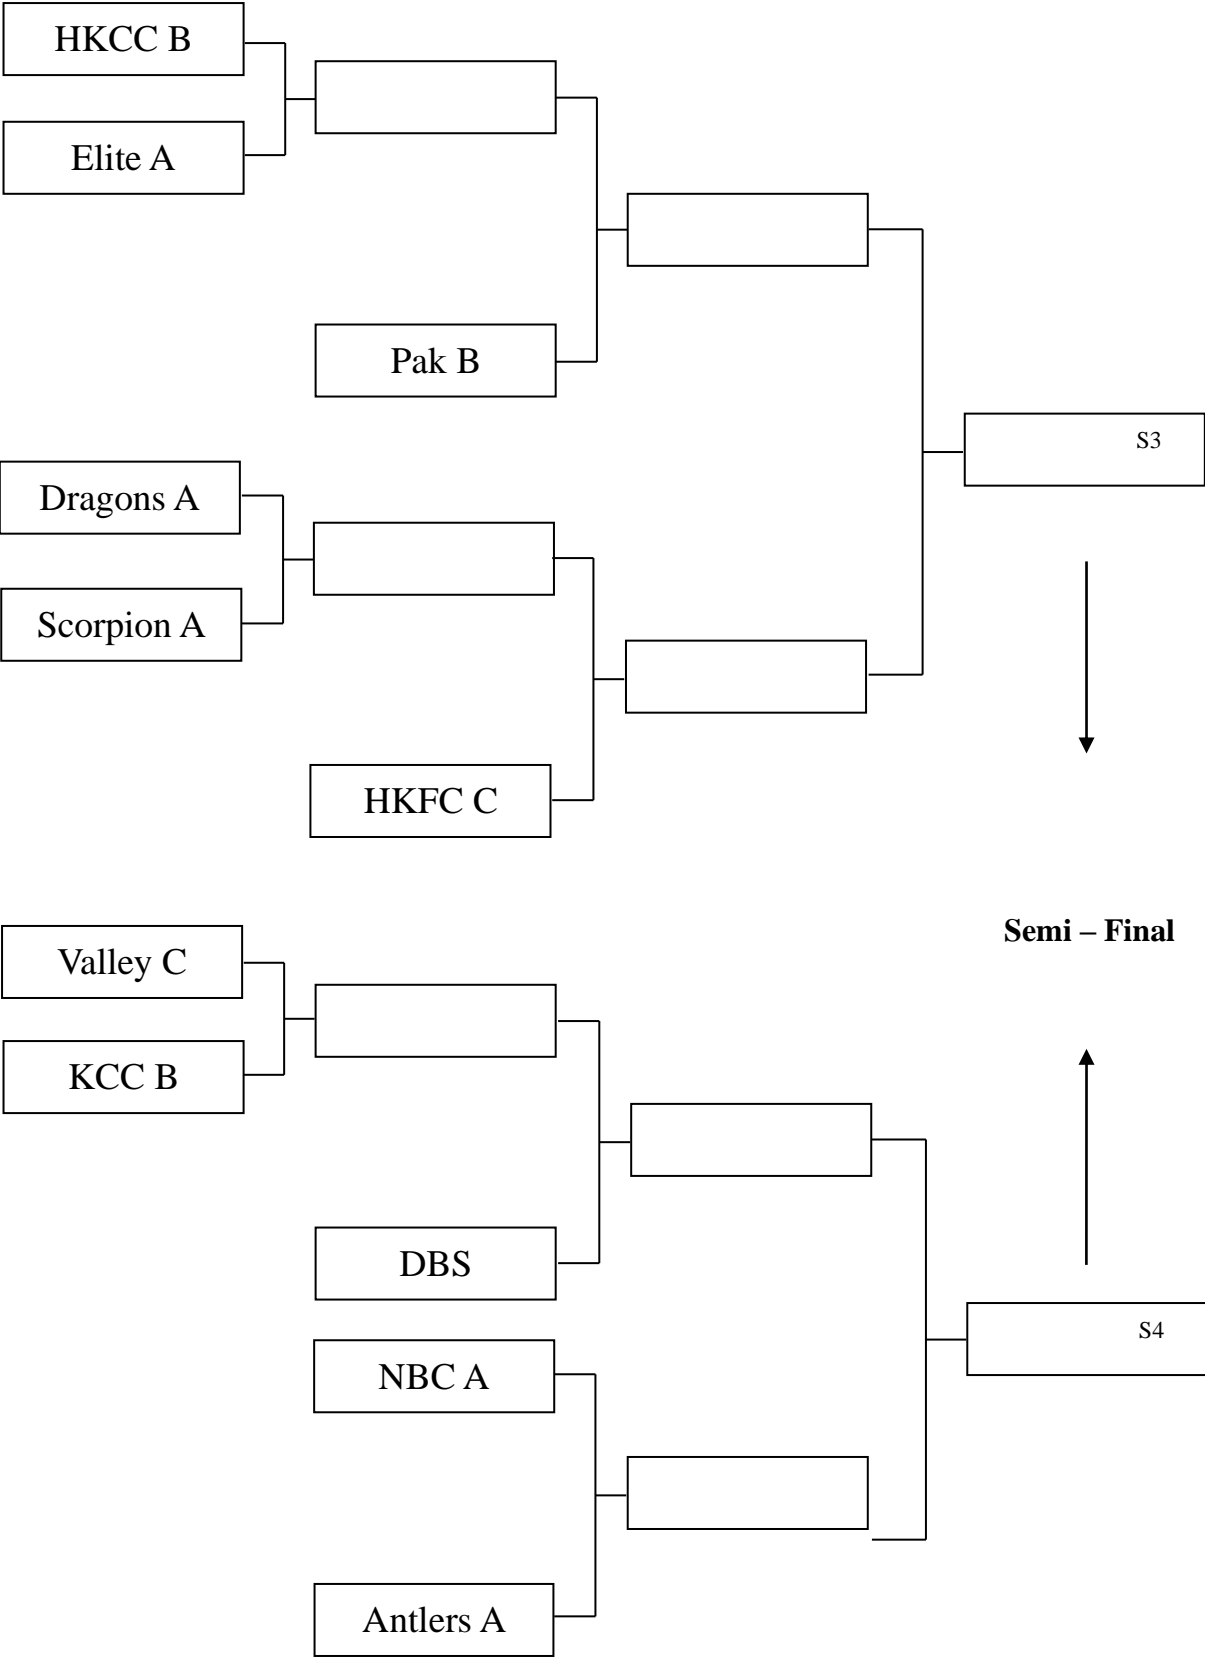 HKCC B
Elite A
Pak B
S3
Dragons A
Scorpion A
HKFC C
Semi – Final
Valley C
KCC B
DBS
S4
NBC A
Antlers A